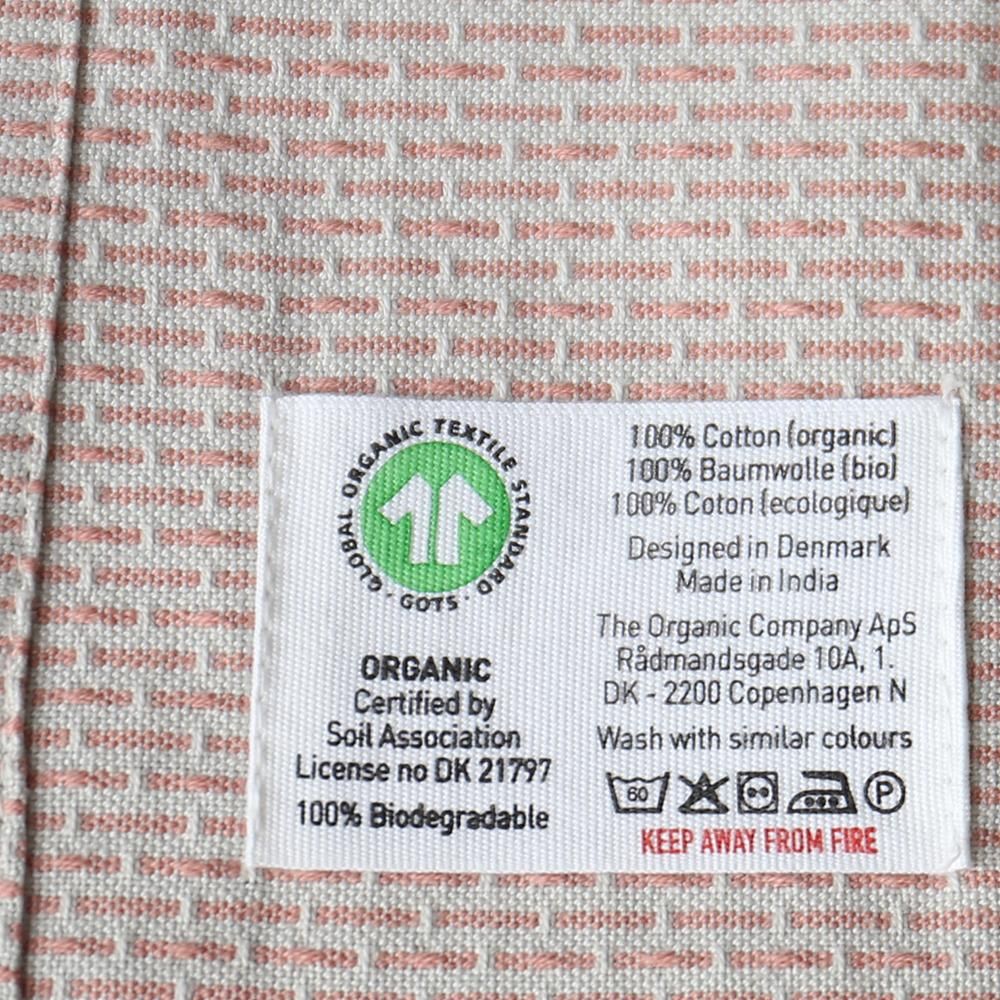 GLOBAL ORGANIC TEXTILE STANDARD
· GOTS ·
ORGANIC
Certified by
Soil Association
License no DK 21797
100% Biodegradable
100% Cotton (organic)
100% Baumwolle (bio)
100% Coton (ecologique)
Designed in Denmark
Made in India
The Organic Company ApS
Rådmandsgade 10A, 1.
DK - 2200 Copenhagen N
Wash with similar colours
60 P
KEEP AWAY FROM FIRE